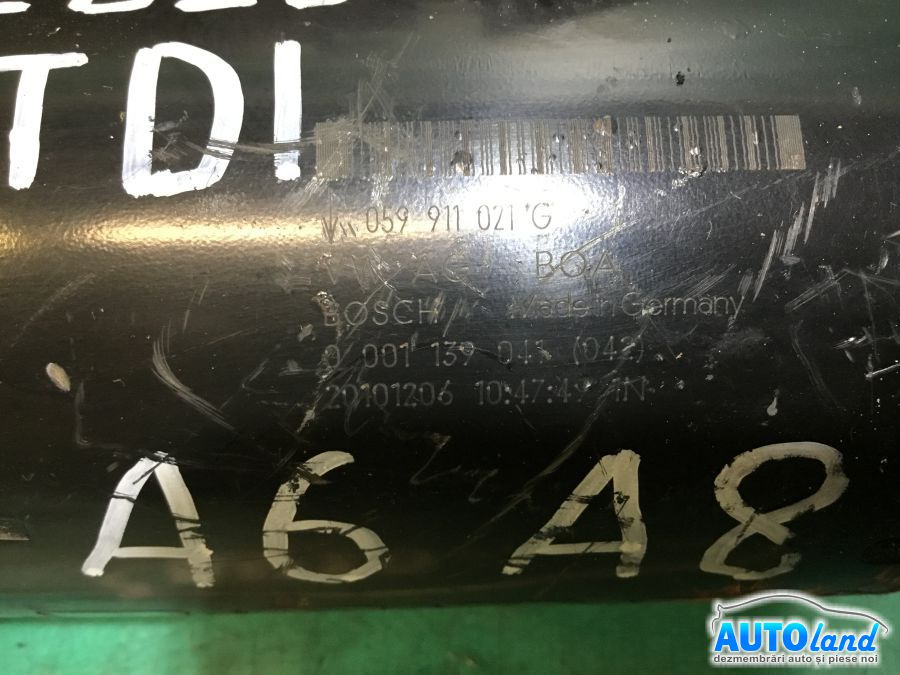 TDI
059 911 021 G
VW AG BOA
BOSCH Made in Germany
0 001 139 041 (042)
20101206 10:47:49 IN
A6 A8
AUTOland
dezmembrări auto și piese noi